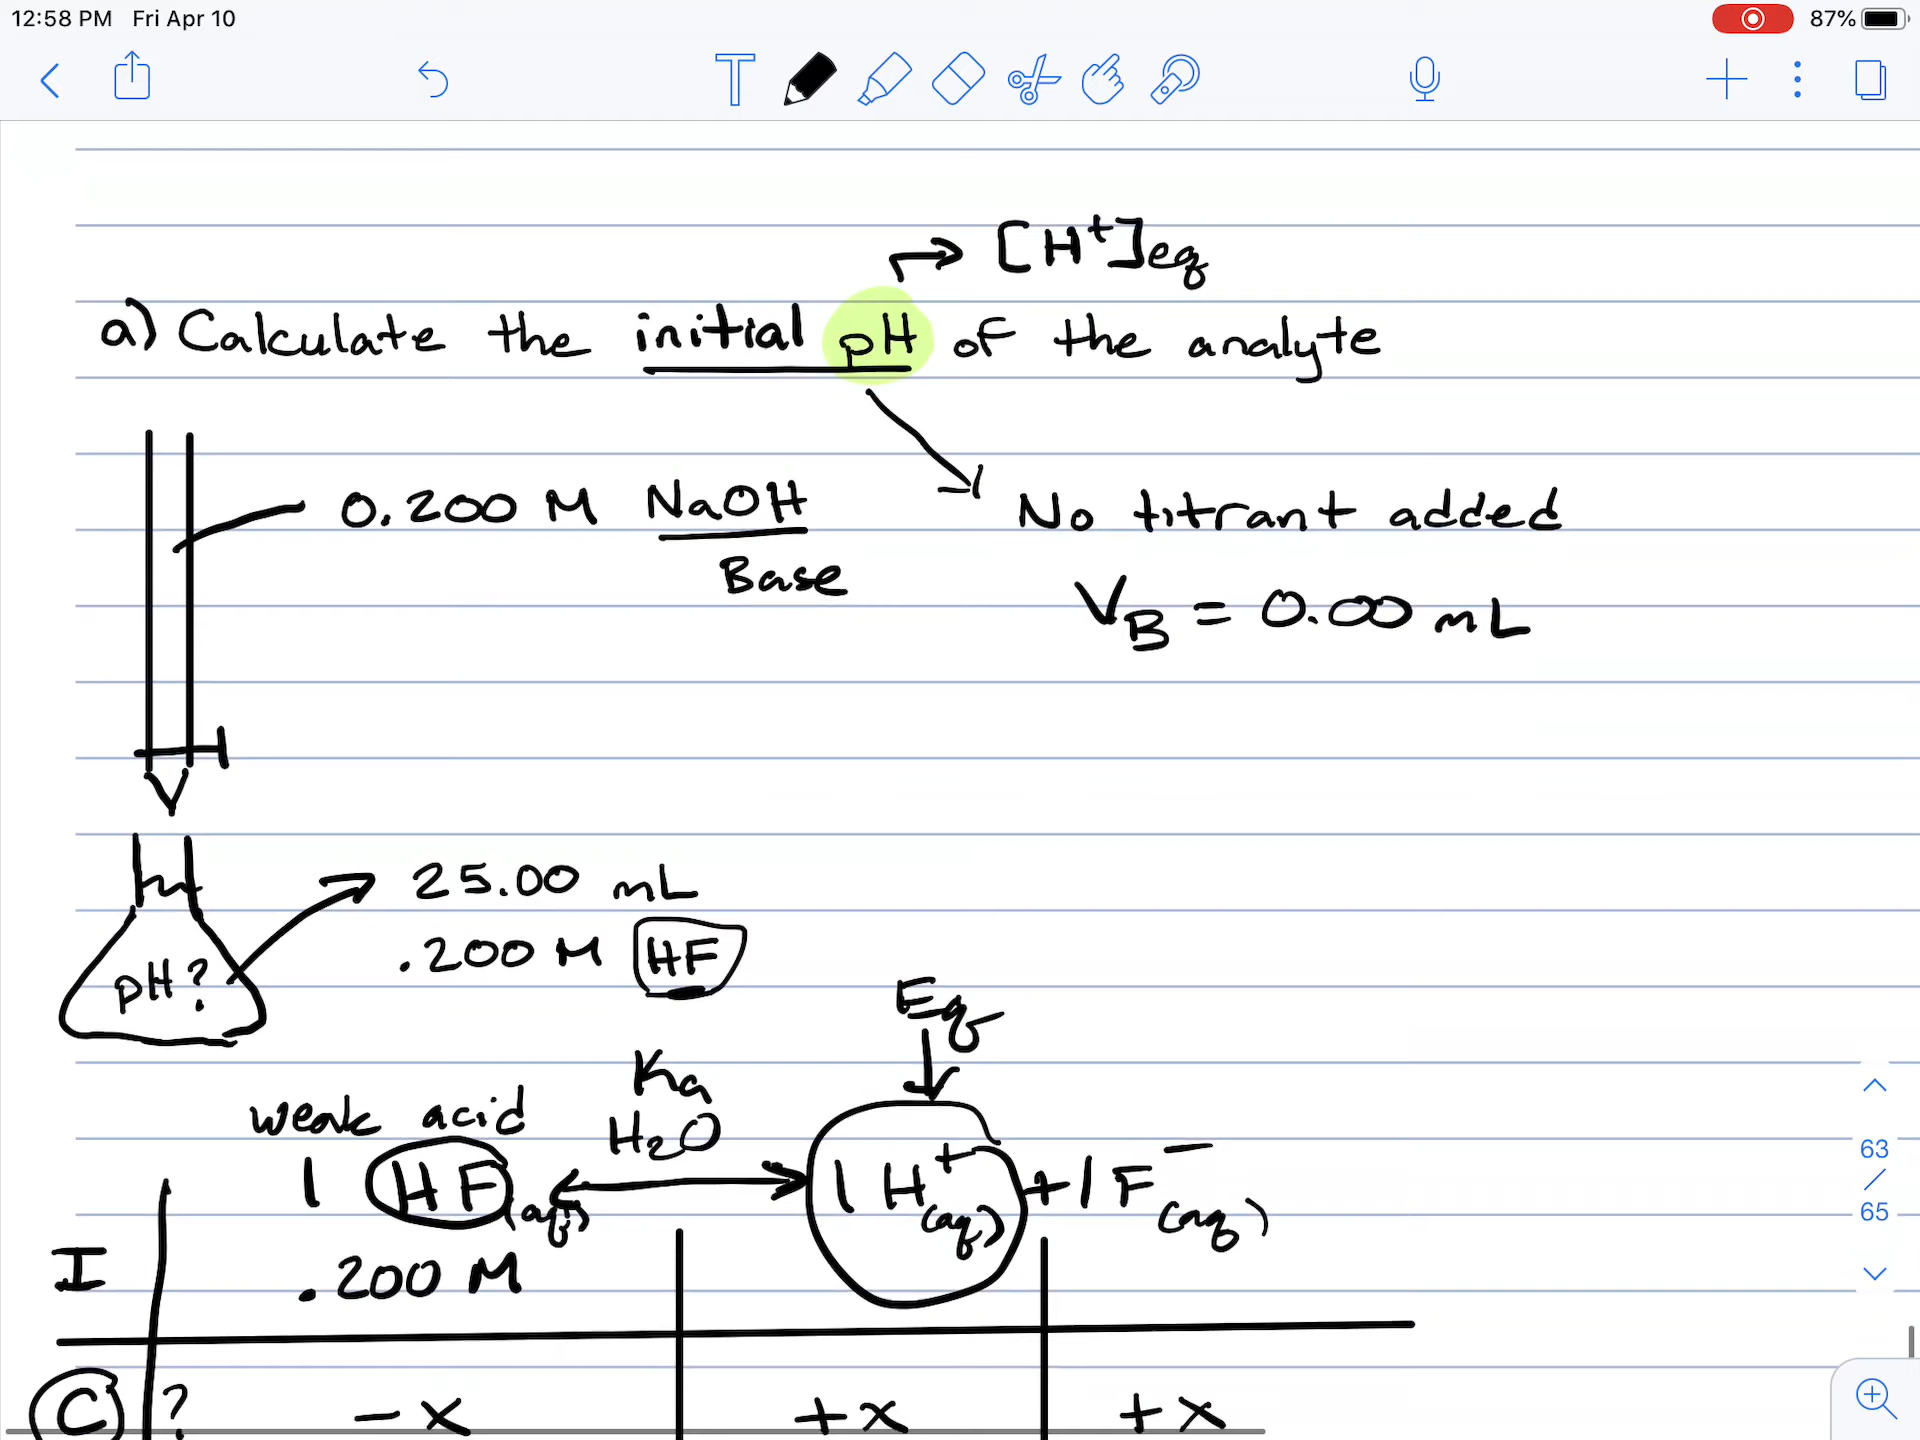 12:58 PM Fri Apr 10
87%
T
→ [H⁺]eq
a) Calculate the initial pH of the analyte
0.200 M NaOH
Base
No titrant added
V_B = 0.00 mL
25.00 mL
.200 M HF
pH?
Eq
Ka
weak acid H₂O
1 HF(aq) ↔ 1 H⁺(aq) + 1 F⁻(aq)
63
/
65
I .200 M
C ? -x +x +x